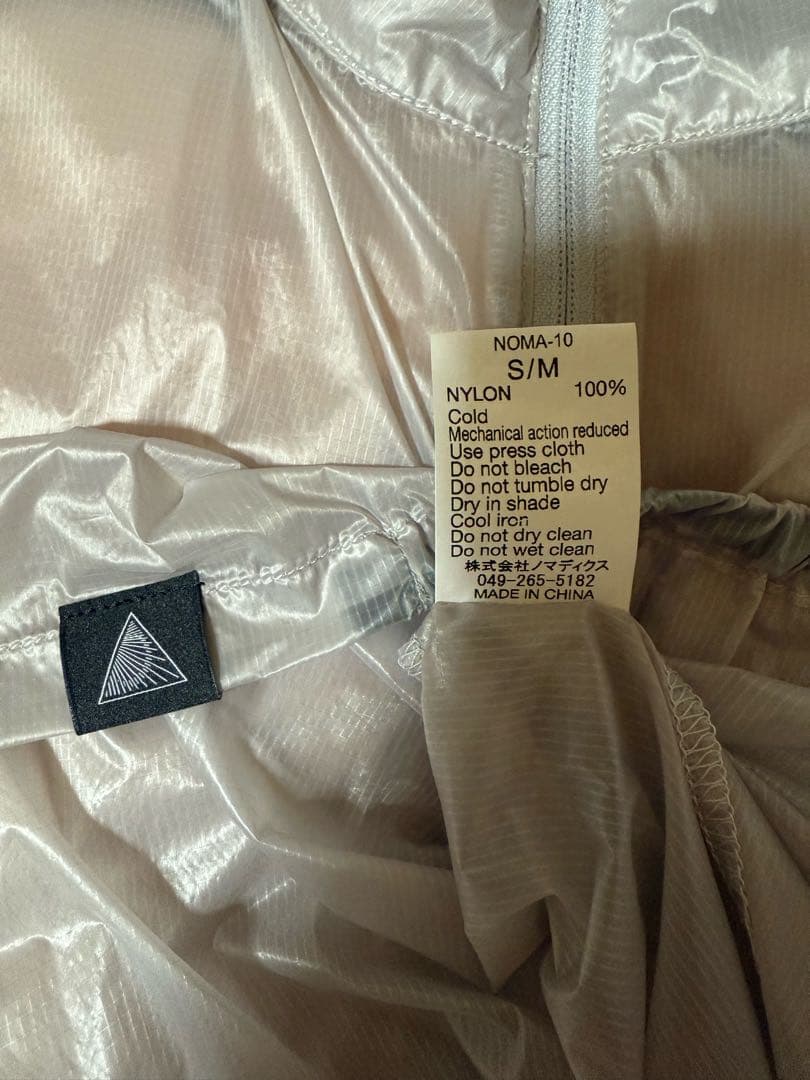 NOMA-10
S/M
NYLON 100%
Cold
Mechanical action reduced
Use press cloth
Do not bleach
Do not tumble dry
Dry in shade
Cool iron
Do not dry clean
Do not wet clean
株式会社ノマディクス
049-265-5182
MADE IN CHINA